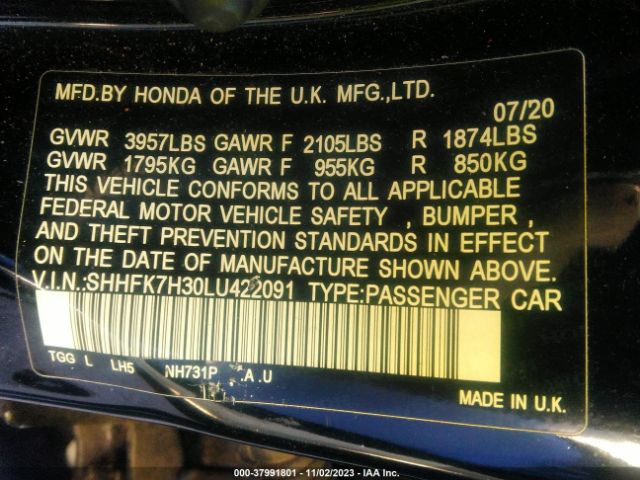 MFD.BY HONDA OF THE U.K. MFG.,LTD.
07/20
GVWR 3957LBS GAWR F 2105LBS R 1874LBS
GVWR 1795KG GAWR F 955KG R 850KG
THIS VEHICLE CONFORMS TO ALL APPLICABLE
FEDERAL MOTOR VEHICLE SAFETY , BUMPER ,
AND THEFT PREVENTION STANDARDS IN EFFECT
ON THE DATE OF MANUFACTURE SHOWN ABOVE.
V.I.N.:SHHFK7H30LU422091 TYPE:PASSENGER CAR
TGG L LH5 NH731P .A .U
MADE IN U.K.
000-37991801 - 11/02/2023 - IAA Inc.